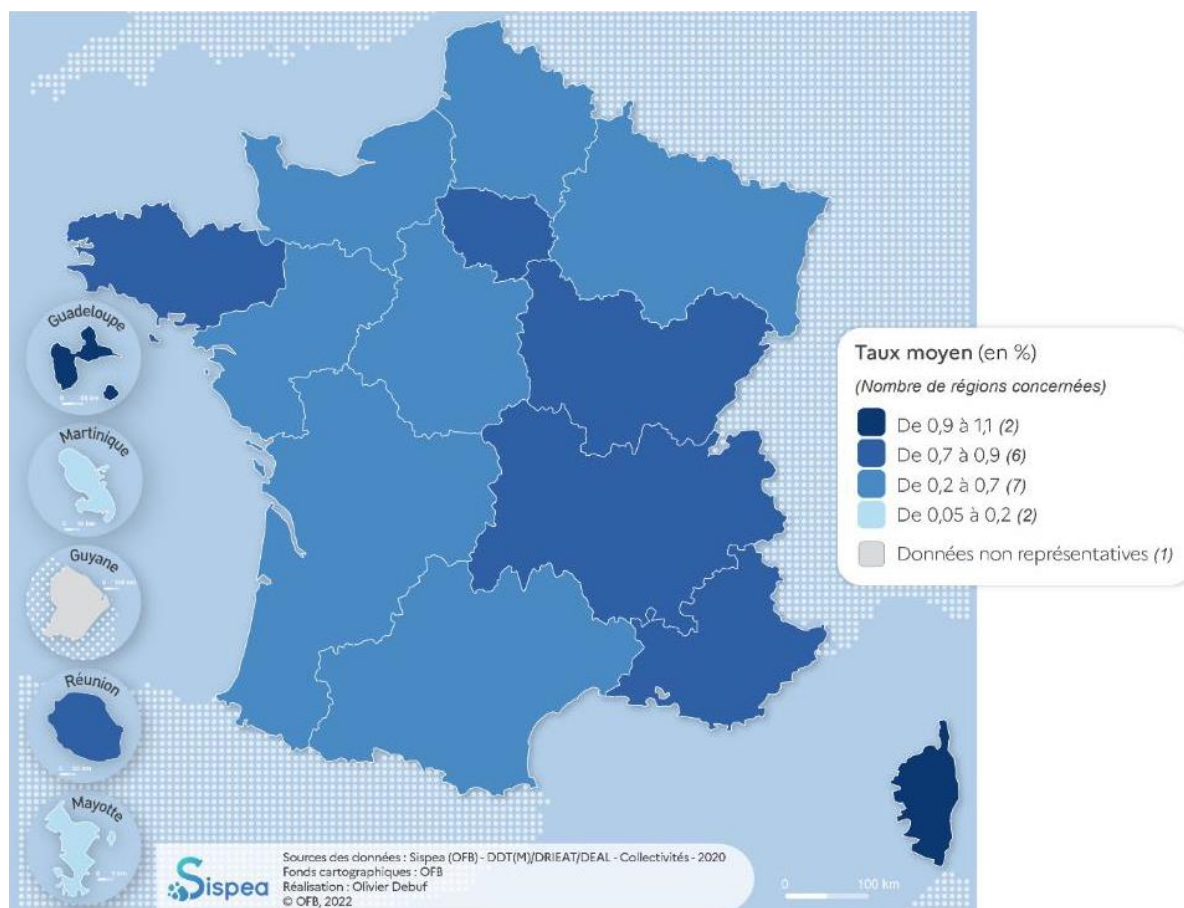 Guadeloupe
Martinique
Guyane
Réunion
Mayotte
Taux moyen (en %)
(Nombre de régions concernées)
De 0,9 à 1,1 (2)
De 0,7 à 0,9 (6)
De 0,2 à 0,7 (7)
De 0,05 à 0,2 (2)
Données non représentatives (1)
Sispea
Sources des données : Sispea (OFB) - DDT(M)/DRIEAT/DEAL - Collectivités - 2020
Fonds cartographiques : OFB
Réalisation : Olivier Debuf
© OFB, 2022
0 100 km